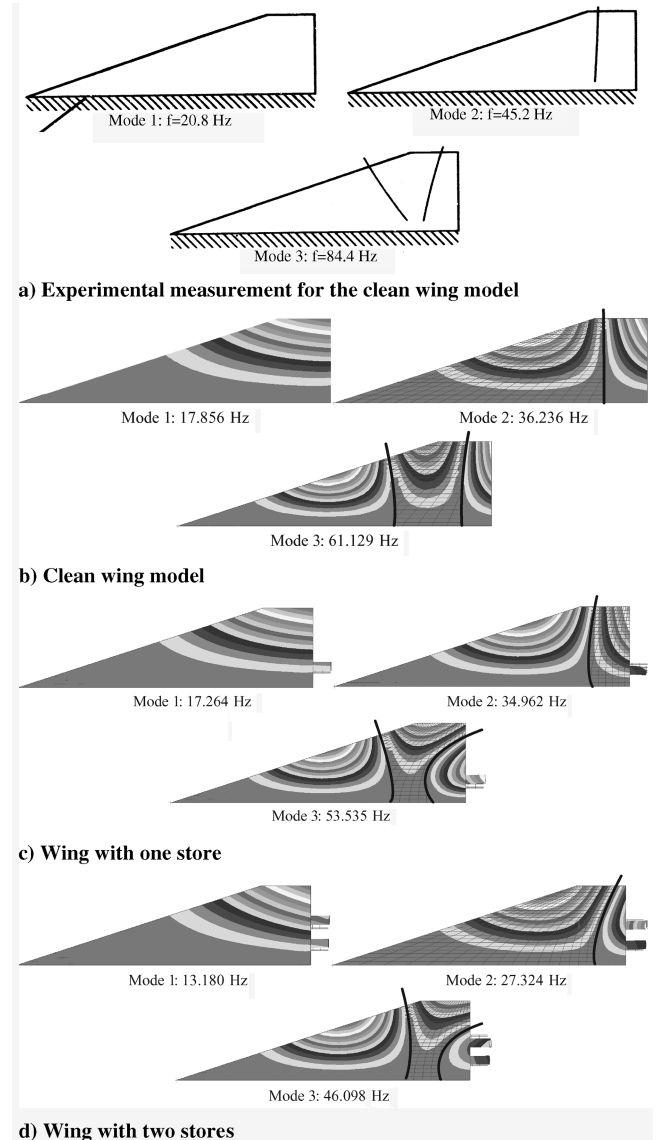 Mode 1: f=20.8 Hz
Mode 2: f=45.2 Hz
Mode 3: f=84.4 Hz
a) Experimental measurement for the clean wing model
Mode 1: 17.856 Hz
Mode 2: 36.236 Hz
Mode 3: 61.129 Hz
b) Clean wing model
Mode 1: 17.264 Hz
Mode 2: 34.962 Hz
Mode 3: 53.535 Hz
c) Wing with one store
Mode 1: 13.180 Hz
Mode 2: 27.324 Hz
Mode 3: 46.098 Hz
d) Wing with two stores